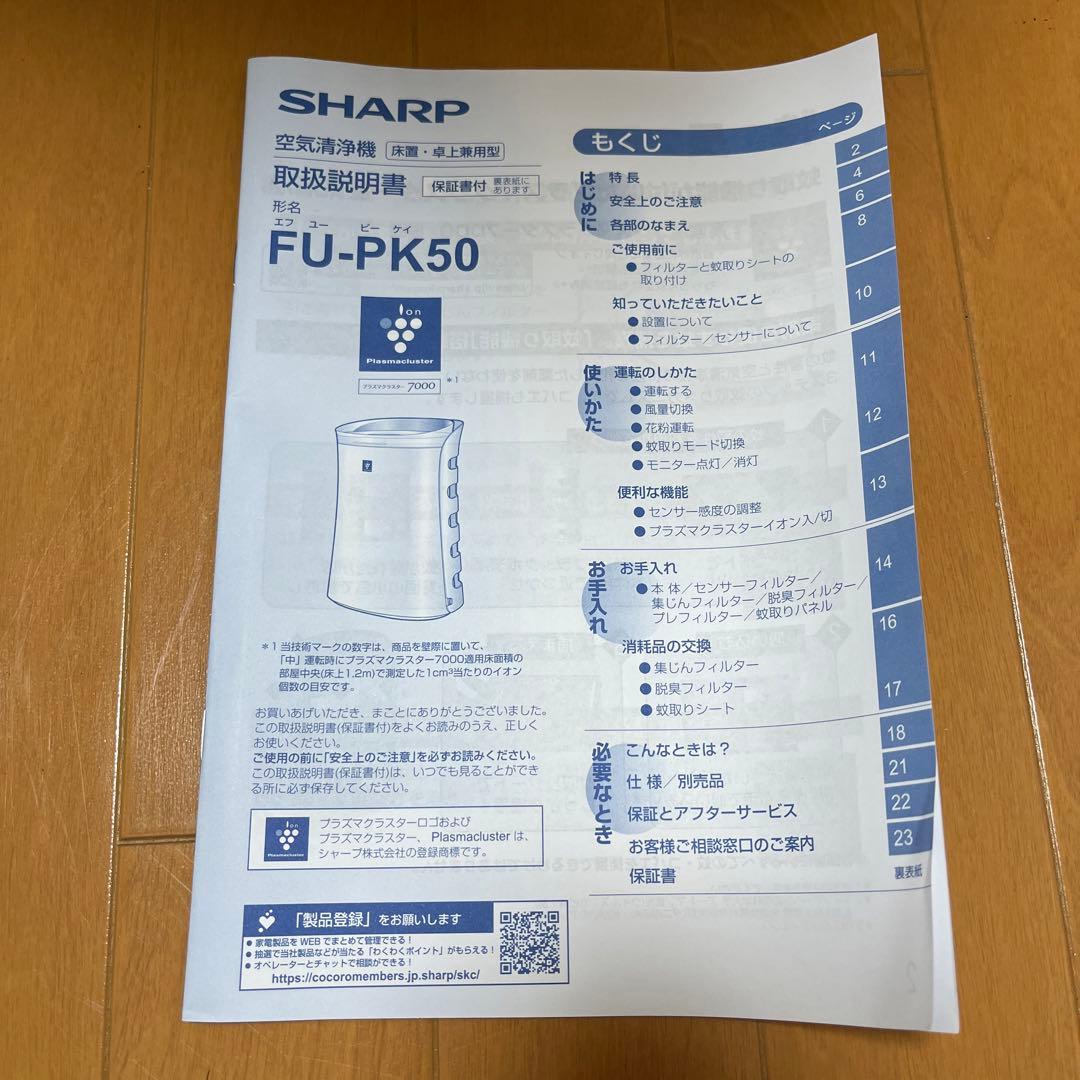 SHARP
空気清浄機 床置・卓上兼用型
取扱説明書 保証書付 裏表紙にあります
形名
エフ ユー ピー ケイ
FU-PK50
Ion
Plasmacluster
プラズマクラスター 7000 *1
*1 当技術マークの数字は、商品を壁際に置いて、
「中」運転時にプラズマクラスター7000適用床面積の
部屋中央(床上1.2m)で測定した1cm³当たりのイオン
個数の目安です。
お買いあげいただき、まことにありがとうございました。
この取扱説明書(保証書付)をよくお読みのうえ、正しく
お使いください。
ご使用の前に「安全上のご注意」を必ずお読みください。
この取扱説明書(保証書付)は、いつでも見ることができ
る所に必ず保存してください。
Ion
Plasmacluster
プラズマクラスターロゴおよび
プラズマクラスター、Plasmacluster は、
シャープ株式会社の登録商標です。
「製品登録」をお願いします
● 家電製品を WEB でまとめて管理できる!
● 抽選で当社製品などが当たる「わくわくポイント」がもらえる!
● オペレーターとチャットで相談ができる!
https://cocoromembers.jp.sharp/skc/
もくじ ページ
はじめに
特 長 2
安全上のご注意 4
各部のなまえ 6
ご使用前に 8
● フィルターと蚊取りシートの
取り付け
知っていただきたいこと 10
● 設置について
● フィルター/センサーについて
使いかた
運転のしかた 11
● 運転する
● 風量切換
● 花粉運転 12
● 蚊取りモード切換
● モニター点灯/消灯
便利な機能 13
● センサー感度の調整
● プラズマクラスターイオン入/切
お手入れ
お手入れ 14
● 本 体/センサーフィルター/
集じんフィルター/脱臭フィルター/
プレフィルター/蚊取りパネル
消耗品の交換 16
● 集じんフィルター
● 脱臭フィルター 17
● 蚊取りシート
必要なとき
こんなときは? 18
仕 様/別売品 21
保証とアフターサービス 22
お客様ご相談窓口のご案内 23
保証書 裏表紙